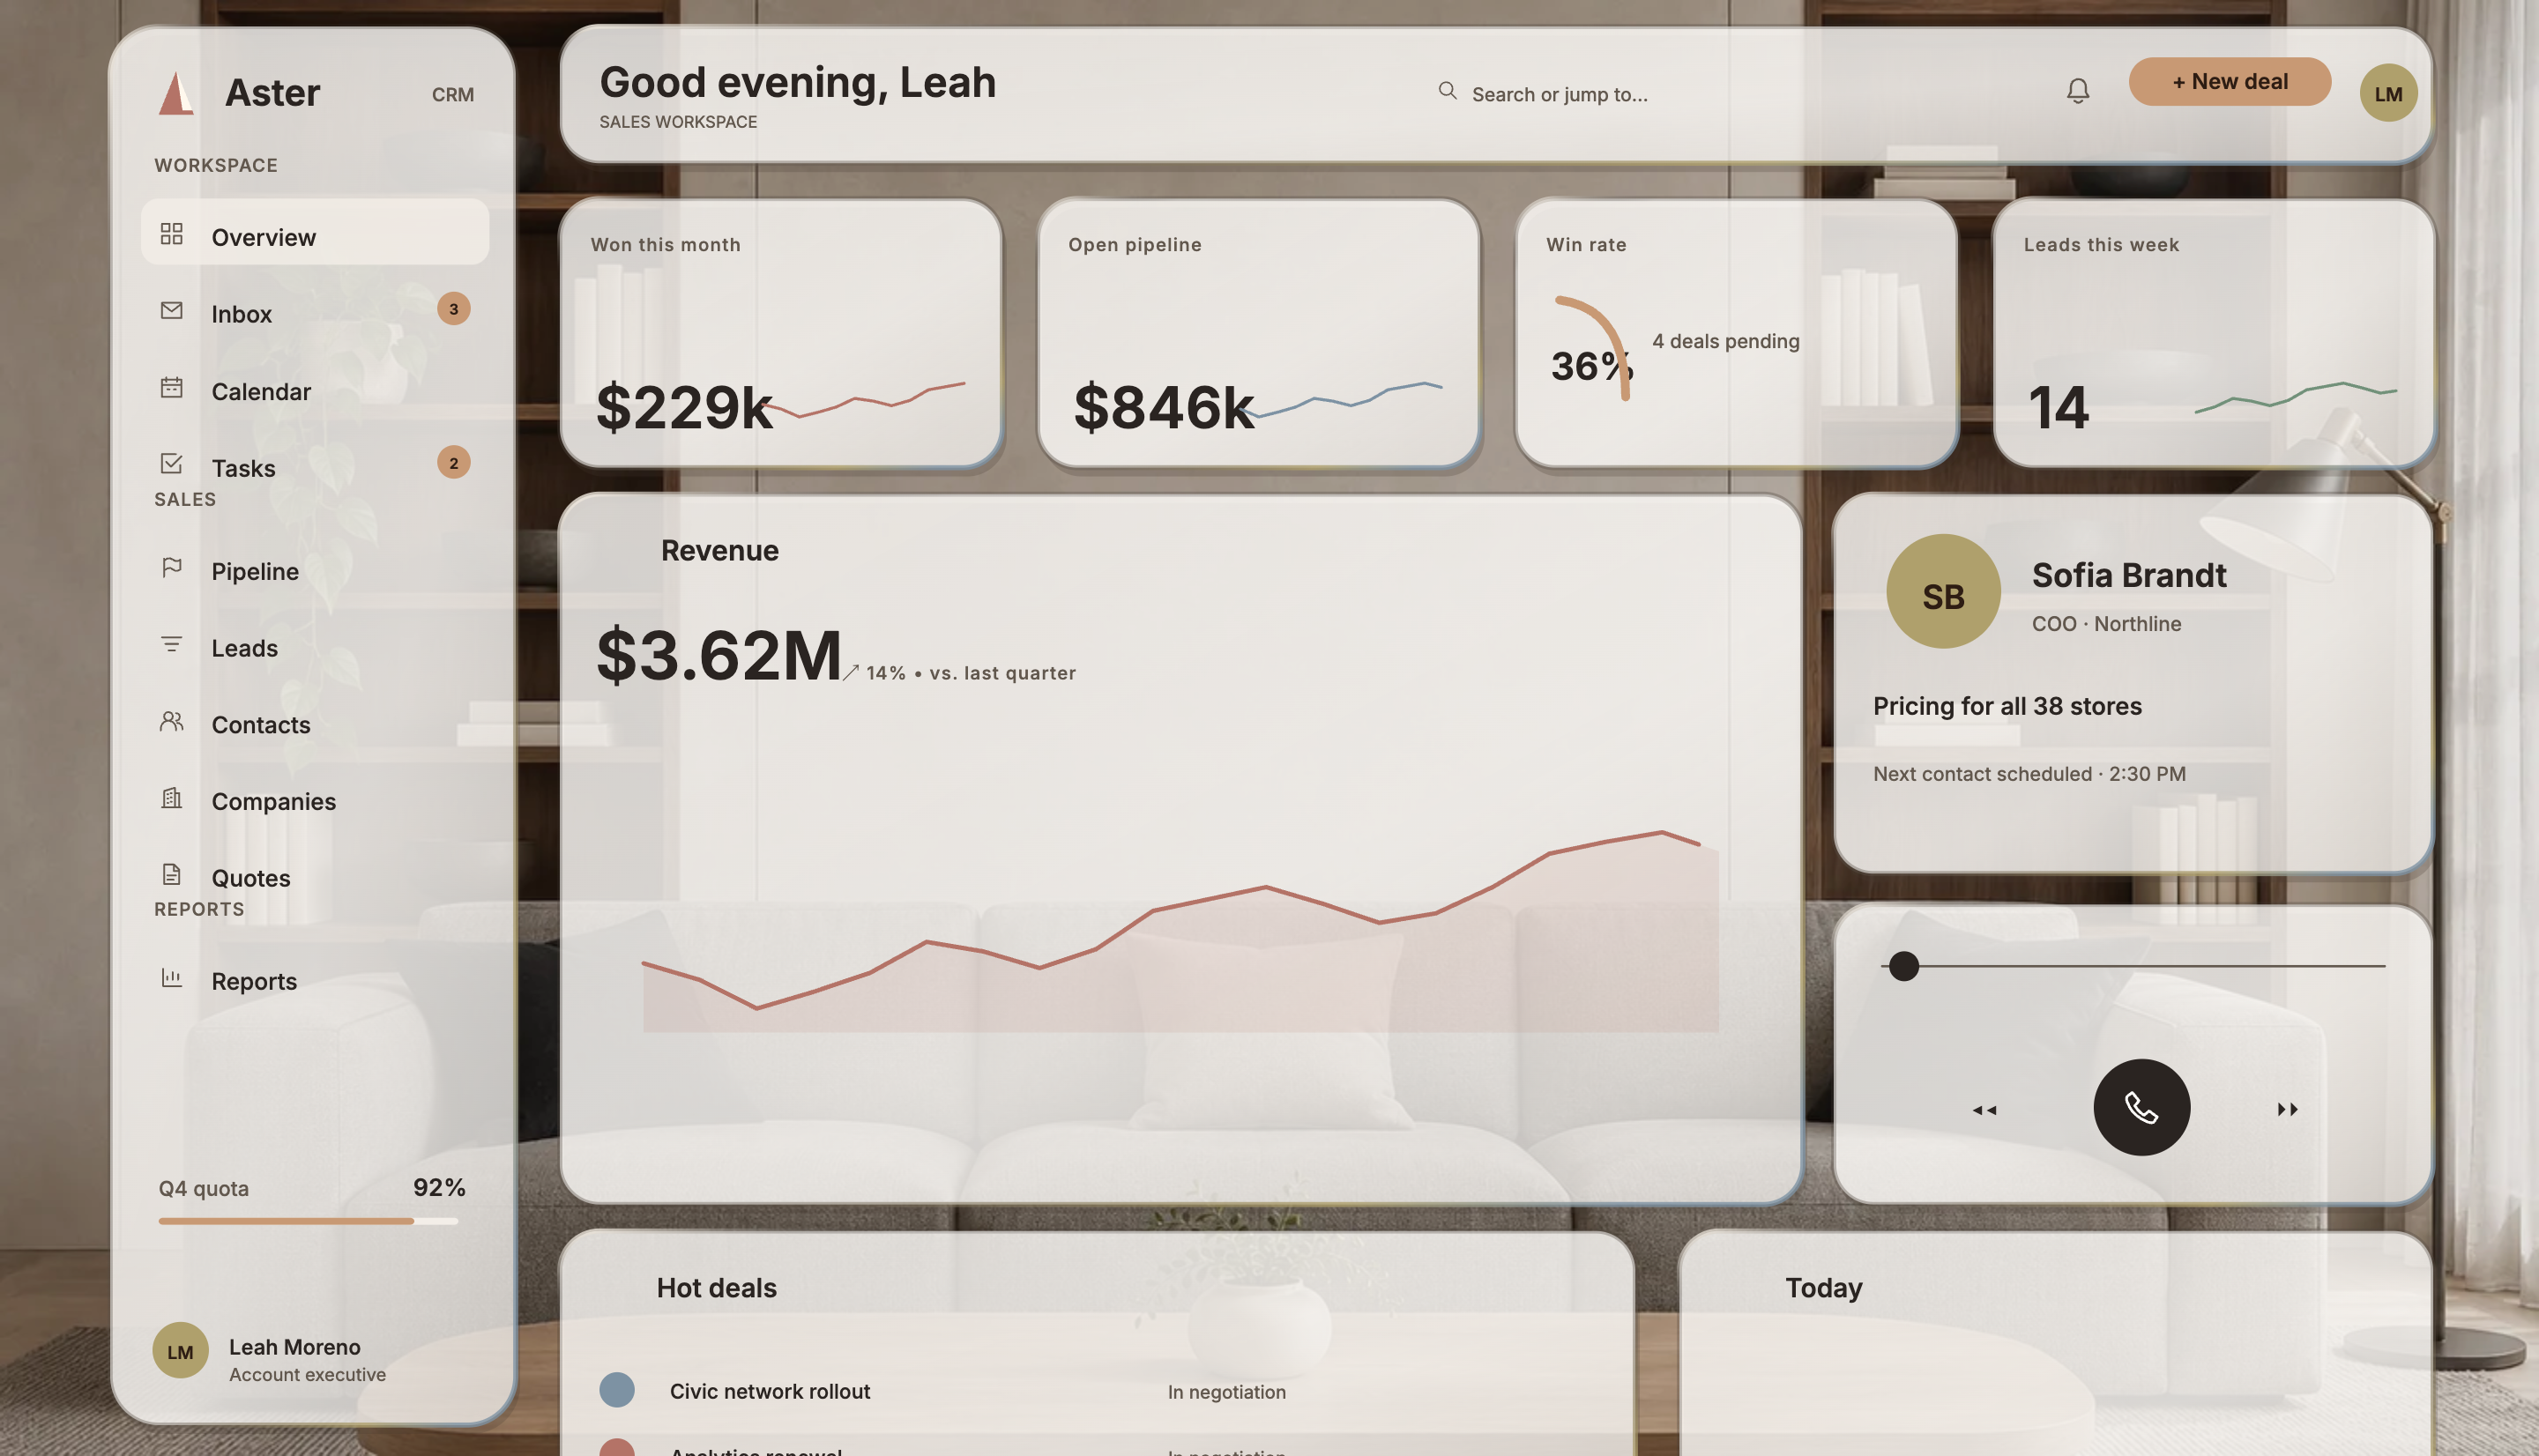 Aster
CRM
WORKSPACE
Overview
Inbox
3
Calendar
Tasks
2
SALES
Pipeline
Leads
Contacts
Companies
Quotes
REPORTS
Reports
Q4 quota
92%
LM
Leah Moreno
Account executive
Good evening, Leah
SALES WORKSPACE
Search or jump to...
+ New deal
LM
Won this month
$229k
Open pipeline
$846k
Win rate
36%
4 deals pending
Leads this week
14
Revenue
$3.62M
↗ 14% • vs. last quarter
SB
Sofia Brandt
COO · Northline
Pricing for all 38 stores
Next contact scheduled · 2:30 PM
Hot deals
Civic network rollout
In negotiation
Analytics renewal
In negotiation
Today